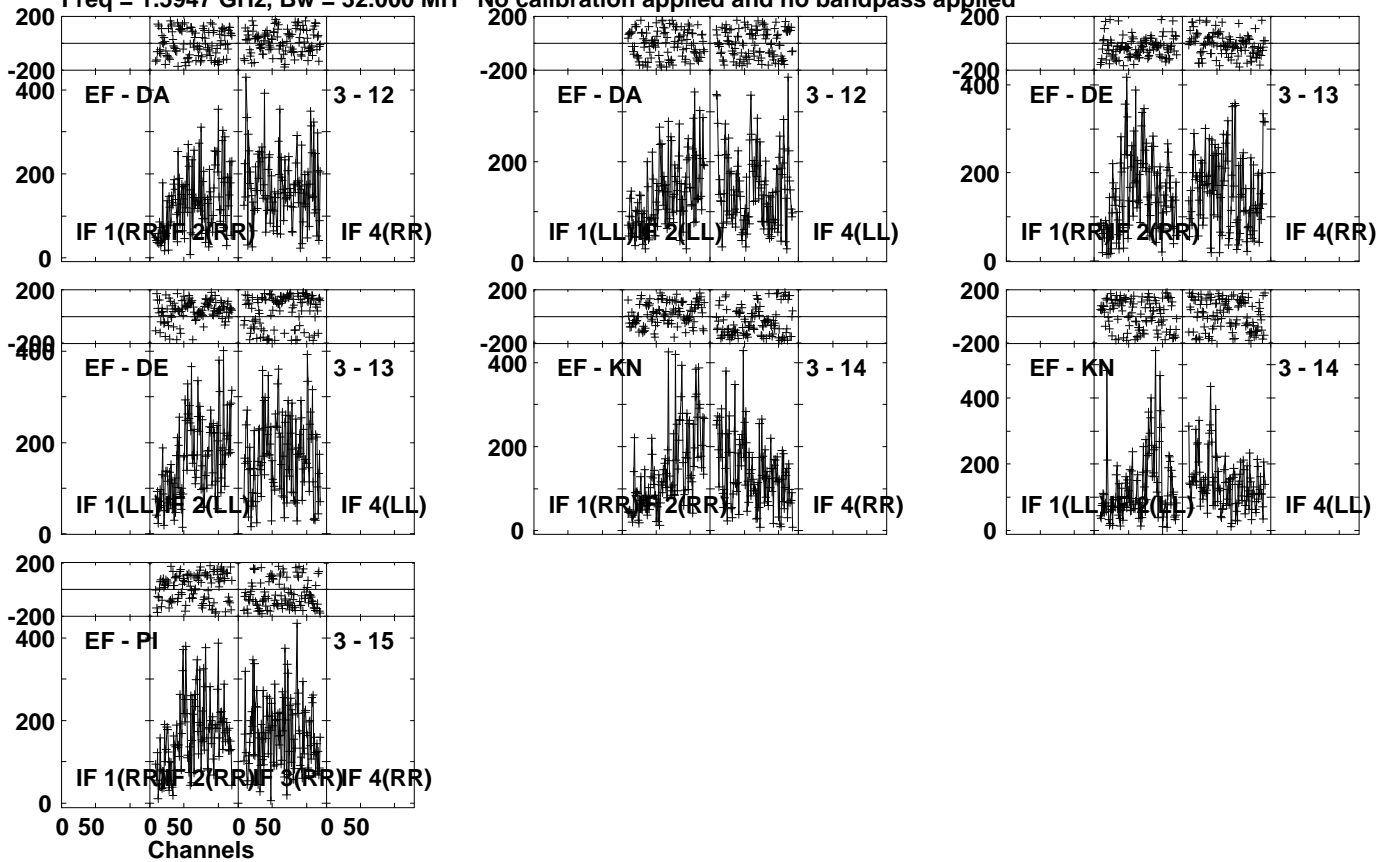 Freq = 1.5947 GHz, Bw = 32.000 MH No calibration applied and no bandpass applied
200 200 200
-200 -200 -200
400 EF - DA 3 - 12 EF - DA 3 - 12 400 EF - DE 3 - 13
200 200 200
IF 1(RR) IF 2(RR) IF 4(RR) IF 1(LL) IF 2(LL) IF 4(LL) IF 1(RR) IF 2(RR) IF 4(RR)
0 0 0
200 200 200
-200 -200 -200
400 EF - DE 3 - 13 400 EF - KN 3 - 14 EF - KN 3 - 14
400
200 200 200
IF 1(LL) IF 2(LL) IF 4(LL) IF 1(RR) IF 2(RR) IF 4(RR) IF 1(LL) IF 2(LL) IF 4(LL)
0 0 0
200
-200
400 EF - PI 3 - 15
200
IF 1(RR) IF 2(RR) IF 3(RR) IF 4(RR)
0
0 50 0 50 0 50 0 50
Channels